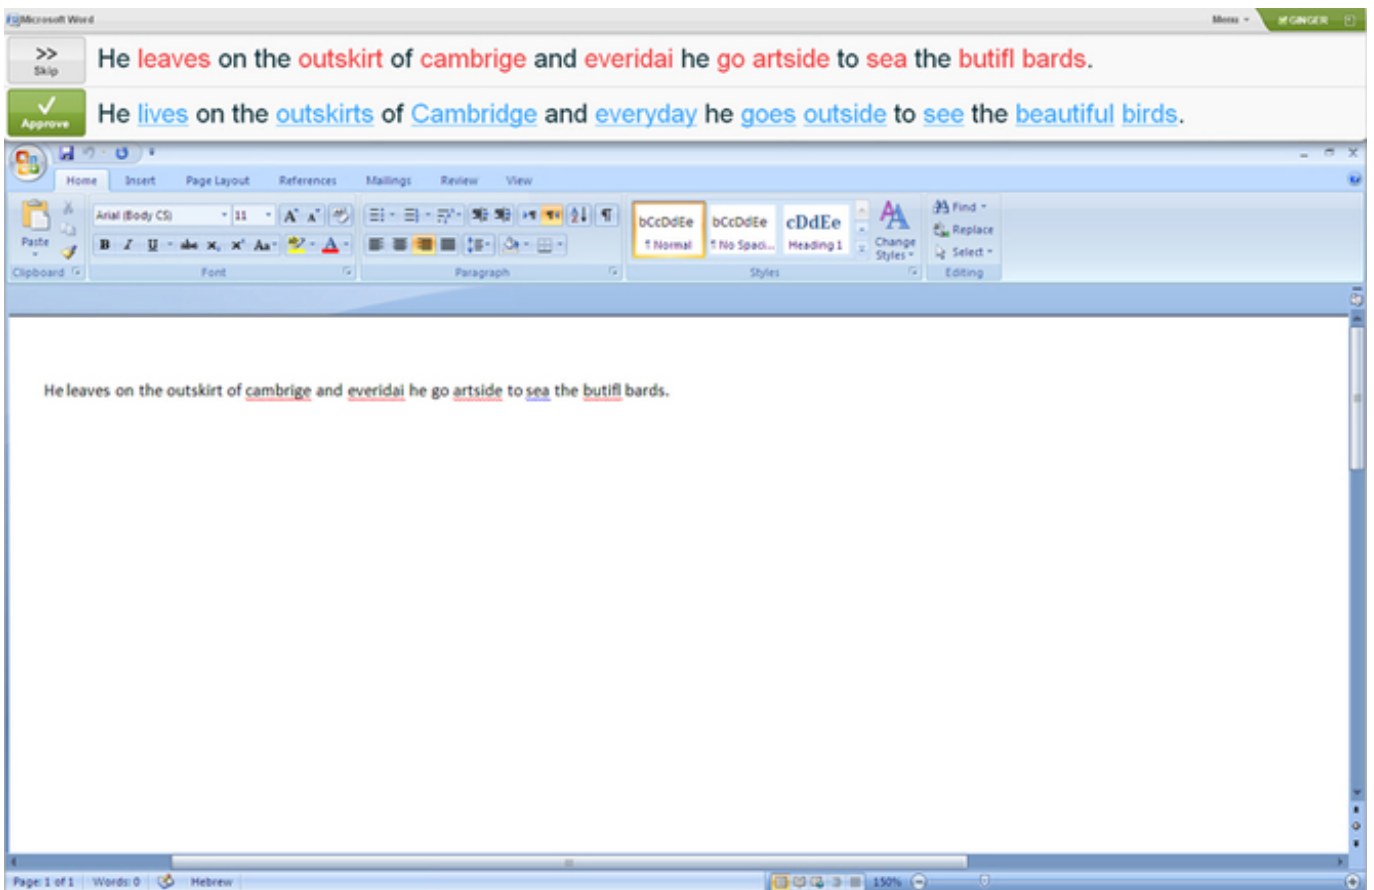 Microsoft Word
Menu
GINGER
>>
Skip
He leaves on the outskirt of cambrige and everidai he go artside to sea the butifl bards.
Approve
He lives on the outskirts of Cambridge and everyday he goes outside to see the beautiful birds.
Home Insert Page Layout References Mailings Review View
Paste
Clipboard
Arial (Body CS) 11
B I U abc x, x' Aa A
Font
Paragraph
bCcDdEe bCcDdEe cDdEe
¶ Normal ¶ No Spaci... Heading 1
Change
Styles
Styles
Find
Replace
Select
Editing
He leaves on the outskirt of cambrige and everidai he go artside to sea the butifl bards.
Page: 1 of 1 Words: 0 Hebrew 150%